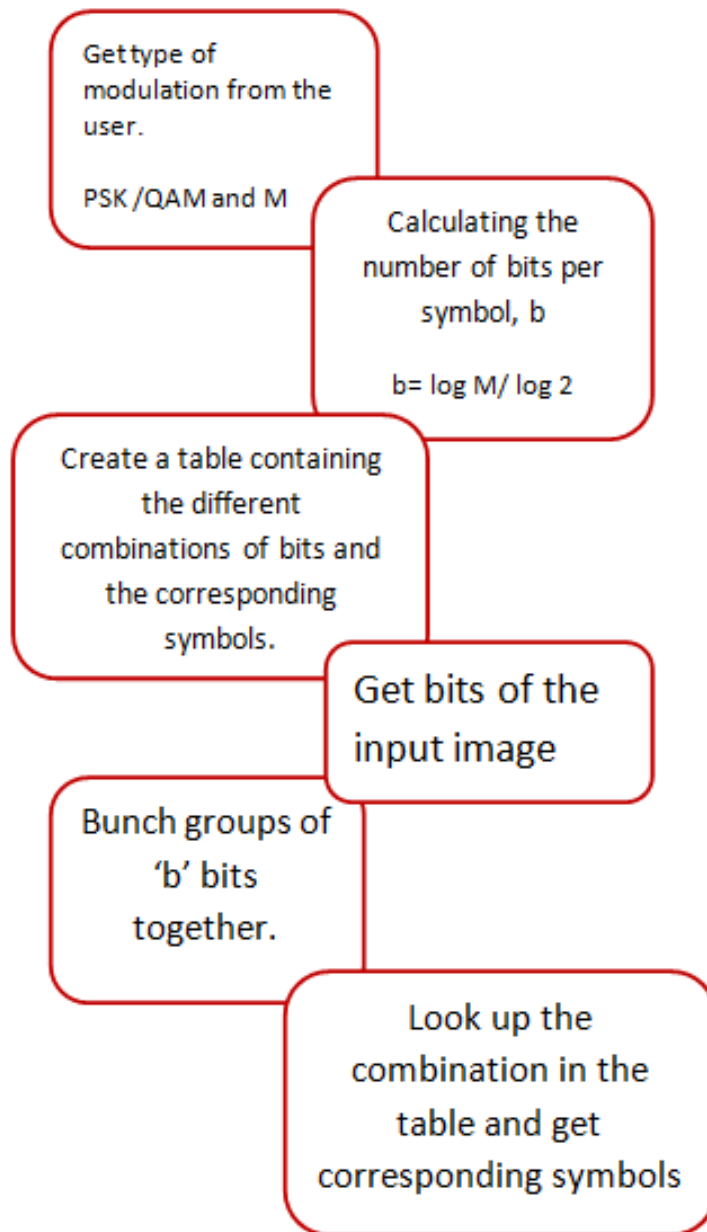 Get type of
modulation from the
user.
PSK /QAM and M
Calculating the
number of bits per
symbol, b
b= log M/ log 2
Create a table containing
the different
combinations of bits and
the corresponding
symbols.
Get bits of the
input image
Bunch groups of
‘b’ bits
together.
Look up the
combination in the
table and get
corresponding symbols